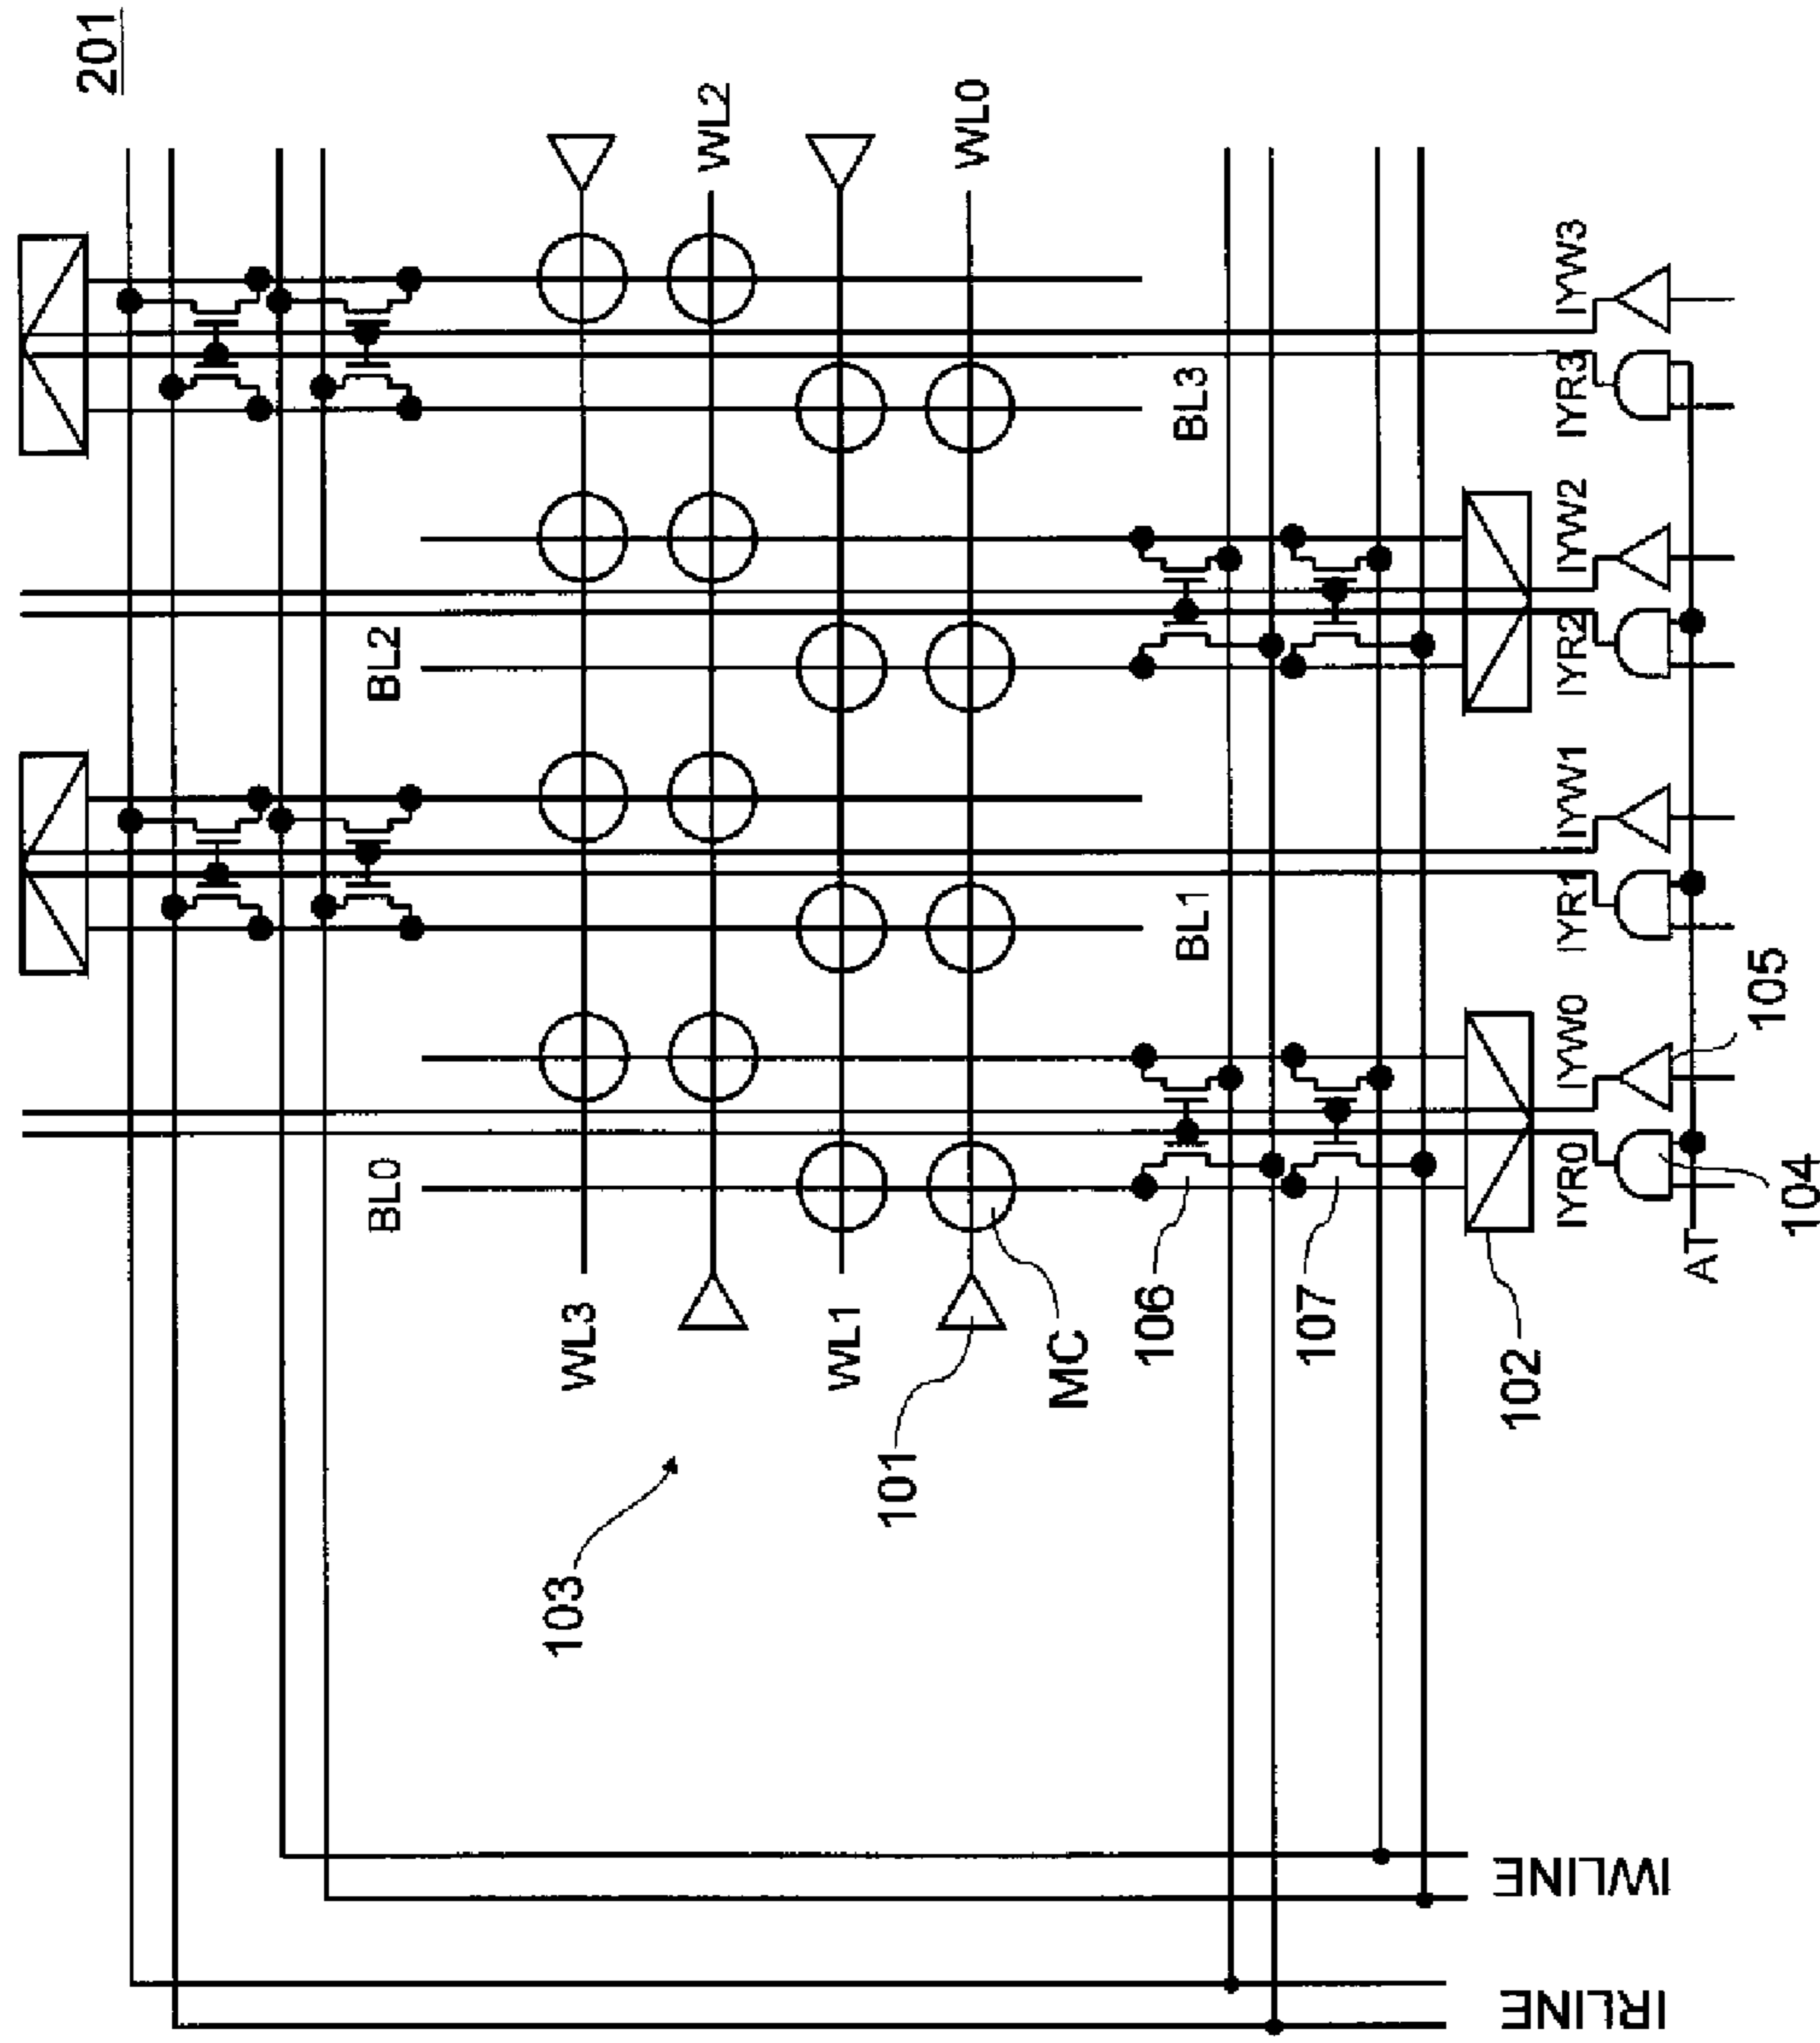 201
WL2
WL0
BL2
BL0
BL3
BL1
WL3
WL1
103
101
MC
106
107
102
IYW3
IYR3
IYW2
IYR2
IYW1
IYR1
IYW0
IYR0
105
104
AT
IWLINE
IRLINE